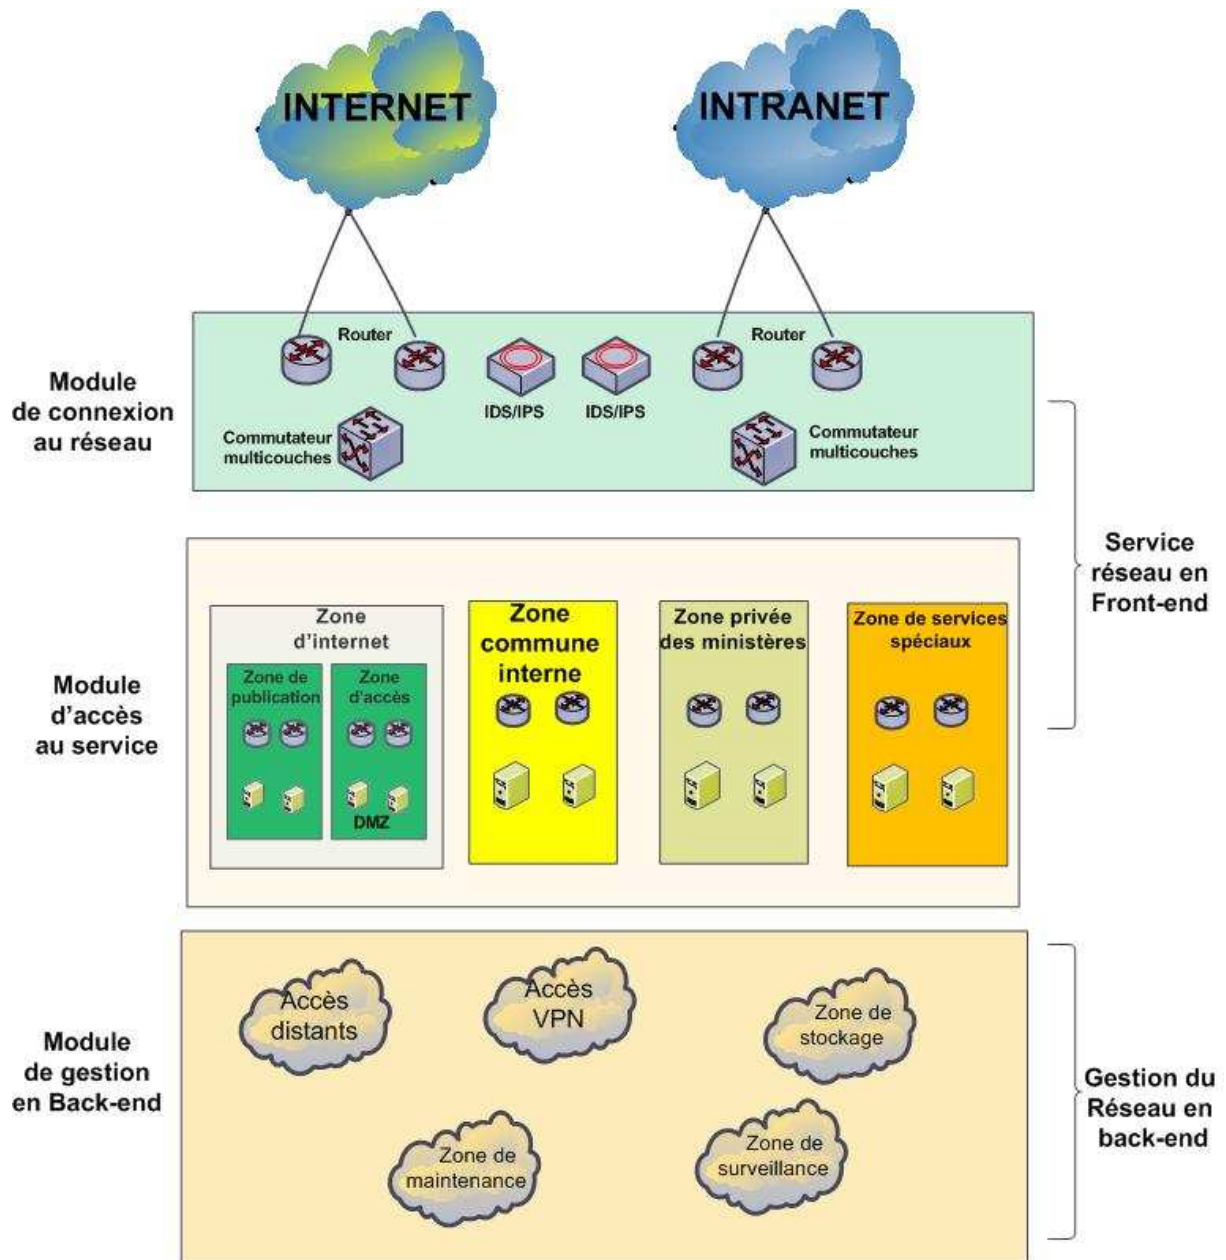 INTERNET
INTRANET
Router
Router
IDS/IPS
IDS/IPS
Commutateur
multicouches
Commutateur
multicouches
Module
de connexion
au réseau
Service
réseau en
Front-end
Module
d'accès
au service
Zone
d'internet
Zone de
publication
Zone
d'accès
DMZ
Zone
commune
interne
Zone privée
des ministères
Zone de services
spéciaux
Module
de gestion
en Back-end
Accès
distants
Accès
VPN
Zone de
stockage
Zone de
maintenance
Zone de
surveillance
Gestion du
Réseau en
back-end